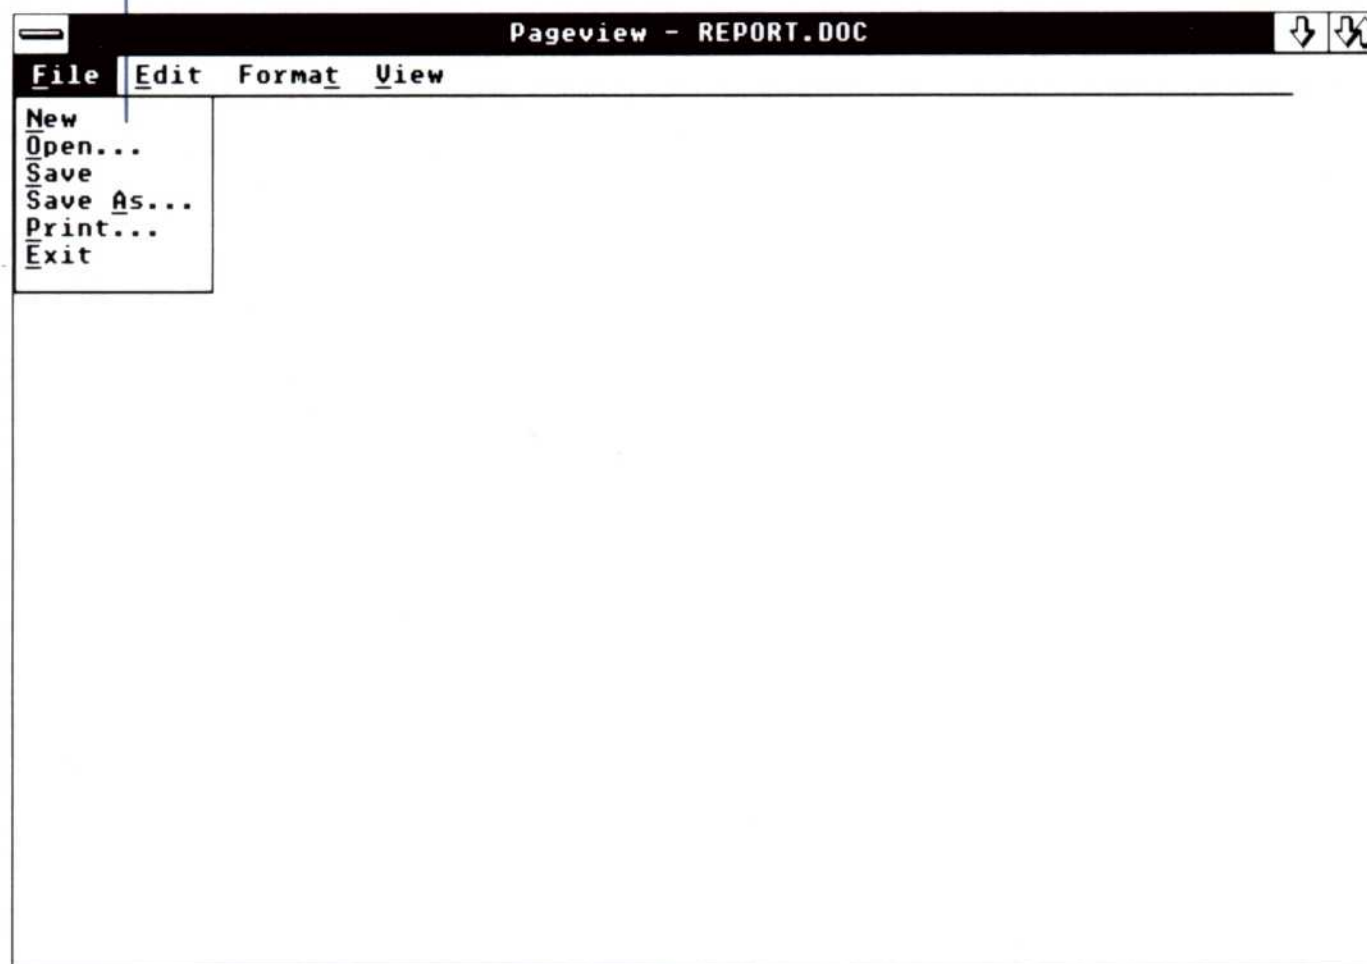 Pageview - REPORT.DOC
File Edit Format View
New
Open...
Save
Save As...
Print...
Exit